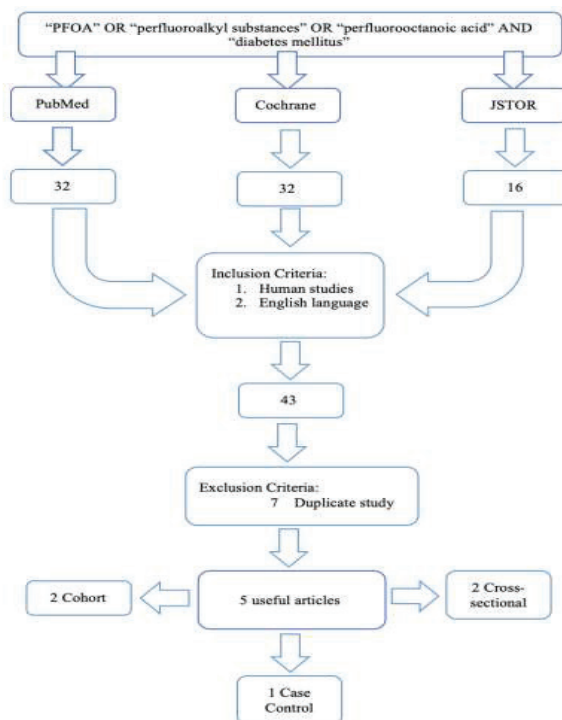 “PFOA” OR “perfluoroalkyl substances” OR “perfluorooctanoic acid” AND
“diabetes mellitus”
PubMed
Cochrane
JSTOR
32
32
16
Inclusion Criteria:
1. Human studies
2. English language
43
Exclusion Criteria:
7 Duplicate study
2 Cohort
5 useful articles
2 Cross-
sectional
1 Case
Control